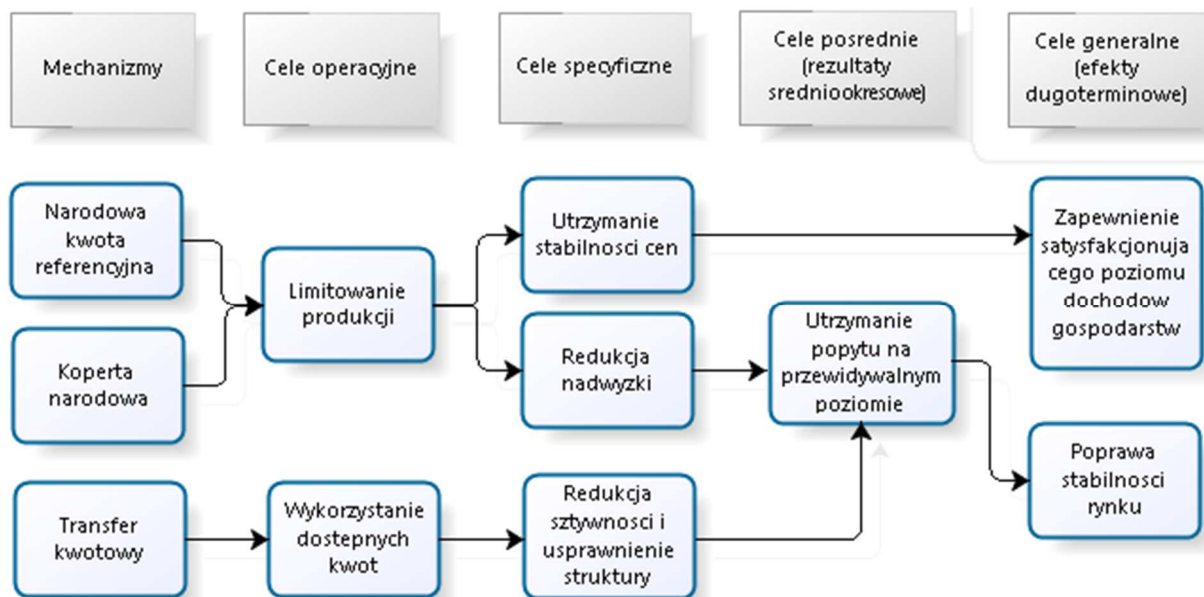 Mechanizmy
Cele operacyjne
Cele specyficzne
Cele posrednie
(rezultaty
sredniookresowe)
Cele generalne
(efekty
dugoterminowe)
Narodowa
kwota
referencyjna
Koperta
narodowa
Transfer
kwotowy
Limitowanie
produkcji
Wykorzystanie
dostepnych
kwot
Utrzymanie
stabilnosci cen
Redukcja
nadwyzki
Redukcja
sztywnosci i
usprawnienie
struktury
Utrzymanie
popytu na
przewidywalnym
poziomie
Zapewnienie
satysfakcjonuja
cego poziomu
dochodow
gospodarstw
Poprawa
stabilnosci
rynku